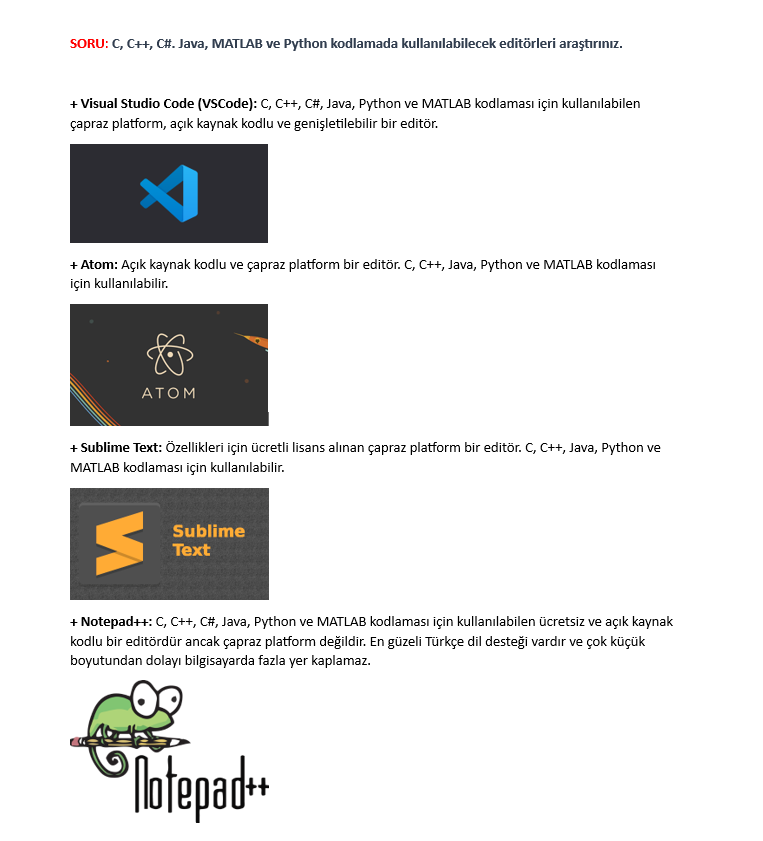 SORU: C, C++, C#. Java, MATLAB ve Python kodlamada kullanılabilecek editörleri araştırınız.
+ Visual Studio Code (VSCode): C, C++, C#, Java, Python ve MATLAB kodlaması için kullanılabilen
çapraz platform, açık kaynak kodlu ve genişletilebilir bir editör.
+ Atom: Açık kaynak kodlu ve çapraz platform bir editör. C, C++, Java, Python ve MATLAB kodlaması
için kullanılabilir.
ATOM
+ Sublime Text: Özellikleri için ücretli lisans alınan çapraz platform bir editör. C, C++, Java, Python ve
MATLAB kodlaması için kullanılabilir.
Sublime
Text
+ Notepad++: C, C++, C#, Java, Python ve MATLAB kodlaması için kullanılabilen ücretsiz ve açık kaynak
kodlu bir editördür ancak çapraz platform değildir. En güzeli Türkçe dil desteği vardır ve çok küçük
boyutundan dolayı bilgisayarda fazla yer kaplamaz.
Notepad++